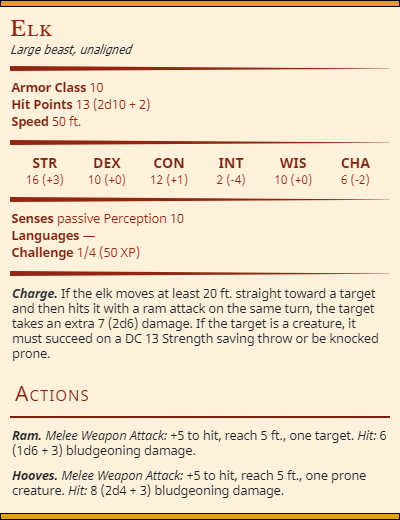 Elk
Large beast, unaligned
Armor Class 10
Hit Points 13 (2d10 + 2)
Speed 50 ft.
STR DEX CON INT WIS CHA
16 (+3) 10 (+0) 12 (+1) 2 (-4) 10 (+0) 6 (-2)
Senses passive Perception 10
Languages —
Challenge 1/4 (50 XP)
Charge. If the elk moves at least 20 ft. straight toward a target
and then hits it with a ram attack on the same turn, the target
takes an extra 7 (2d6) damage. If the target is a creature, it
must succeed on a DC 13 Strength saving throw or be knocked
prone.
Actions
Ram. Melee Weapon Attack: +5 to hit, reach 5 ft., one target. Hit: 6
(1d6 + 3) bludgeoning damage.
Hooves. Melee Weapon Attack: +5 to hit, reach 5 ft., one prone
creature. Hit: 8 (2d4 + 3) bludgeoning damage.